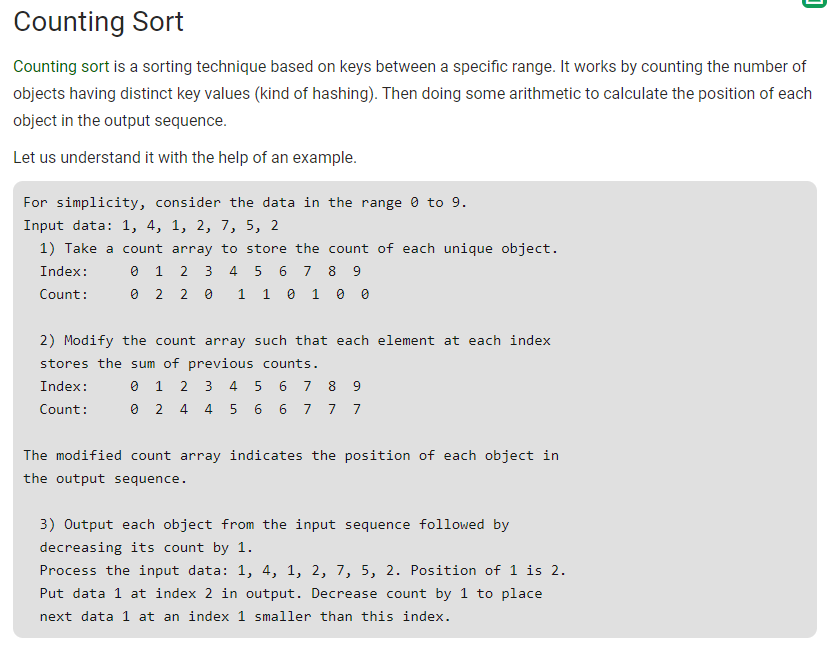 Counting Sort
Counting sort is a sorting technique based on keys between a specific range. It works by counting the number of
objects having distinct key values (kind of hashing). Then doing some arithmetic to calculate the position of each
object in the output sequence.
Let us understand it with the help of an example.
For simplicity, consider the data in the range 0 to 9.
Input data: 1, 4, 1, 2, 7, 5, 2
1) Take a count array to store the count of each unique object.
Index: 0 1 2 3 4 5 6 7 8 9
Count: 0 2 2 0 1 1 0 1 0 0
2) Modify the count array such that each element at each index
stores the sum of previous counts.
Index: 0 1 2 3 4 5 6 7 8 9
Count: 0 2 4 4 5 6 6 7 7 7
The modified count array indicates the position of each object in
the output sequence.
3) Output each object from the input sequence followed by
decreasing its count by 1.
Process the input data: 1, 4, 1, 2, 7, 5, 2. Position of 1 is 2.
Put data 1 at index 2 in output. Decrease count by 1 to place
next data 1 at an index 1 smaller than this index.